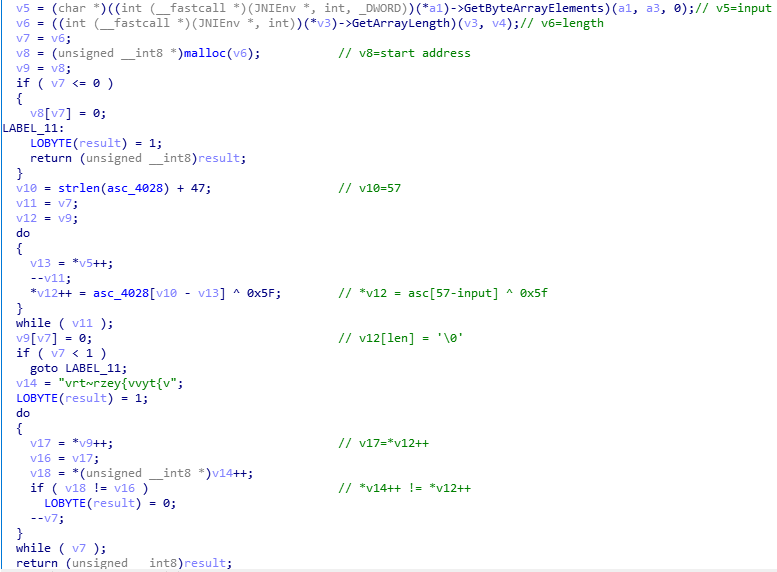 v5 = (char *)((int (__fastcall *)(JNIEnv *, int, _DWORD))(*a1)->GetByteArrayElements)(a1, a3, 0);// v5=input
v6 = ((int (__fastcall *)(JNIEnv *, int))(*v3)->GetArrayLength)(v3, v4);// v6=length
v7 = v6;
v8 = (unsigned __int8 *)malloc(v6); // v8=start address
v9 = v8;
if ( v7 <= 0 )
{
v8[v7] = 0;
LABEL_11:
LOBYTE(result) = 1;
return (unsigned __int8)result;
}
v10 = strlen(asc_4028) + 47; // v10=57
v11 = v7;
v12 = v9;
do
{
v13 = *v5++;
--v11;
*v12++ = asc_4028[v10 - v13] ^ 0x5F; // *v12 = asc[57-input] ^ 0x5f
}
while ( v11 );
v9[v7] = 0; // v12[len] = '\0'
if ( v7 < 1 )
goto LABEL_11;
v14 = "vrt~rzey{vvyt{v";
LOBYTE(result) = 1;
do
{
v17 = *v9++; // v17=*v12++
v16 = v17;
v18 = *(unsigned __int8 *)v14++;
if ( v18 != v16 ) // *v14++ != *v12++
LOBYTE(result) = 0;
--v7;
}
while ( v7 );
return (unsigned __int8)result;